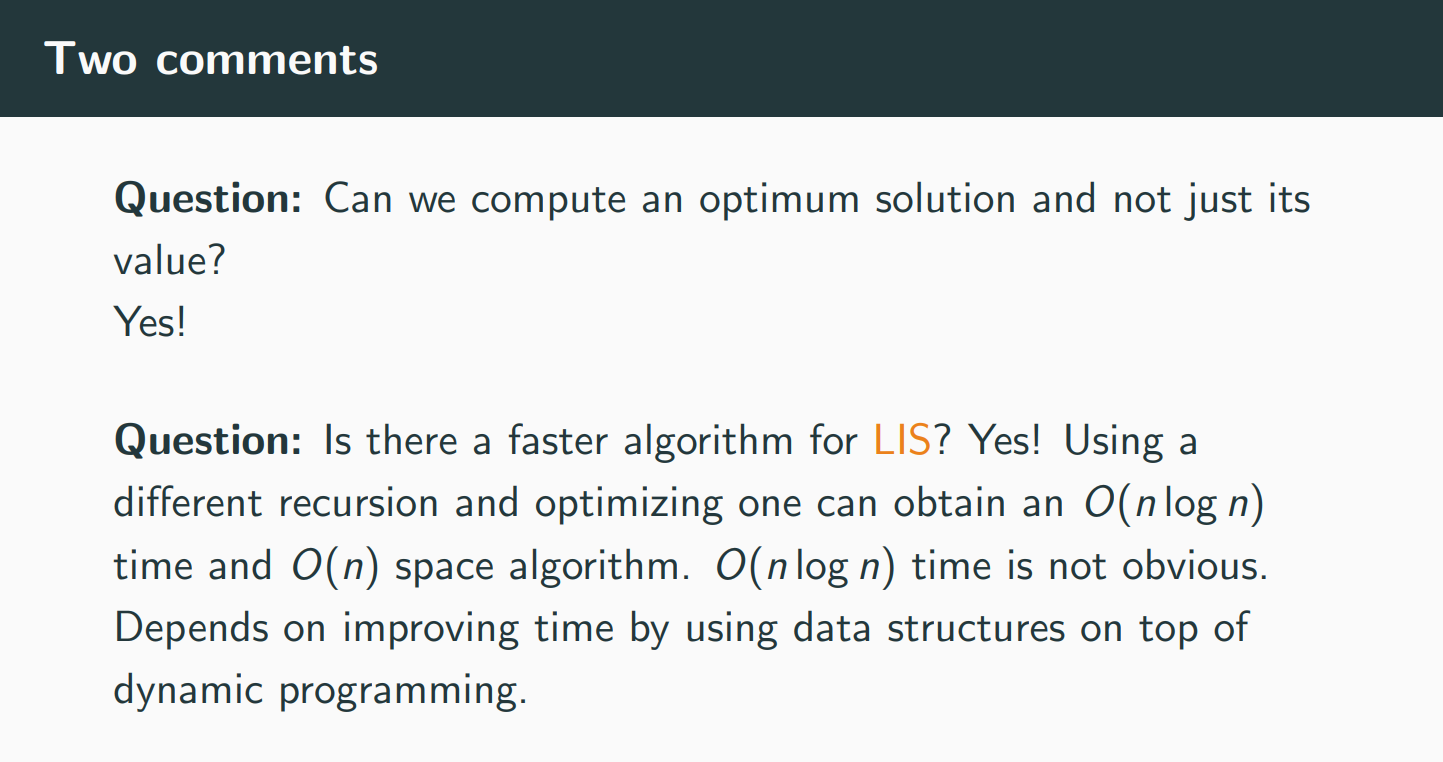 Two comments
Question: Can we compute an optimum solution and not just its
value?
Yes!
Question: Is there a faster algorithm for LIS? Yes! Using a
different recursion and optimizing one can obtain an O(n log n)
time and O(n) space algorithm. O(n log n) time is not obvious.
Depends on improving time by using data structures on top of
dynamic programming.